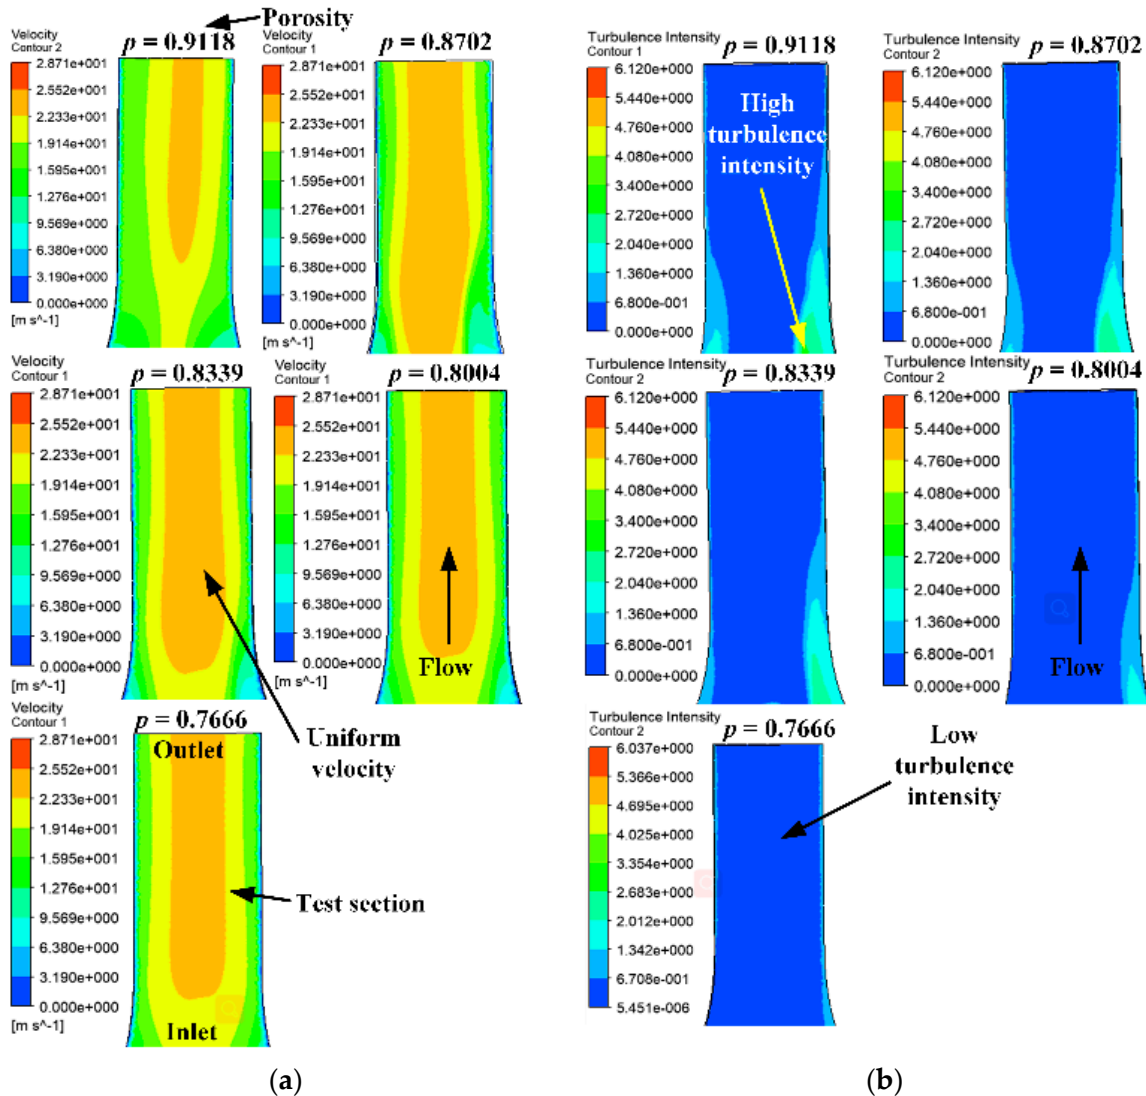 Porosity
Velocity
Contour 2
p = 0.9118
2.871e+001
2.552e+001
2.233e+001
1.914e+001
1.595e+001
1.276e+001
9.569e+000
6.380e+000
3.190e+000
0.000e+000
[m s^-1]
Velocity
Contour 1
p = 0.8702
2.871e+001
2.552e+001
2.233e+001
1.914e+001
1.595e+001
1.276e+001
9.569e+000
6.380e+000
3.190e+000
0.000e+000
[m s^-1]
Velocity
Contour 1
p = 0.8339
2.871e+001
2.552e+001
2.233e+001
1.914e+001
1.595e+001
1.276e+001
9.569e+000
6.380e+000
3.190e+000
0.000e+000
[m s^-1]
Velocity
Contour 1
p = 0.8004
2.871e+001
2.552e+001
2.233e+001
1.914e+001
1.595e+001
1.276e+001
9.569e+000
6.380e+000
3.190e+000
0.000e+000
[m s^-1]
Flow
Uniform
velocity
Velocity
Contour 1
p = 0.7666
2.871e+001
2.552e+001
2.233e+001
1.914e+001
1.595e+001
1.276e+001
9.569e+000
6.380e+000
3.190e+000
0.000e+000
[m s^-1]
Outlet
Test section
Inlet
(a)
Turbulence Intensity
Contour 1
p = 0.9118
6.120e+000
5.440e+000
4.760e+000
4.080e+000
3.400e+000
2.720e+000
2.040e+000
1.360e+000
6.800e-001
0.000e+000
High
turbulence
intensity
Turbulence Intensity
Contour 2
p = 0.8702
6.120e+000
5.440e+000
4.760e+000
4.080e+000
3.400e+000
2.720e+000
2.040e+000
1.360e+000
6.800e-001
0.000e+000
Turbulence Intensity
Contour 2
p = 0.8339
6.120e+000
5.440e+000
4.760e+000
4.080e+000
3.400e+000
2.720e+000
2.040e+000
1.360e+000
6.800e-001
0.000e+000
Turbulence Intensity
Contour 2
p = 0.8004
6.120e+000
5.440e+000
4.760e+000
4.080e+000
3.400e+000
2.720e+000
2.040e+000
1.360e+000
6.800e-001
0.000e+000
Flow
Turbulence Intensity
Contour 2
p = 0.7666
6.037e+000
5.366e+000
4.695e+000
4.025e+000
3.354e+000
2.683e+000
2.012e+000
1.342e+000
6.708e-001
5.451e-006
Low
turbulence
intensity
(b)